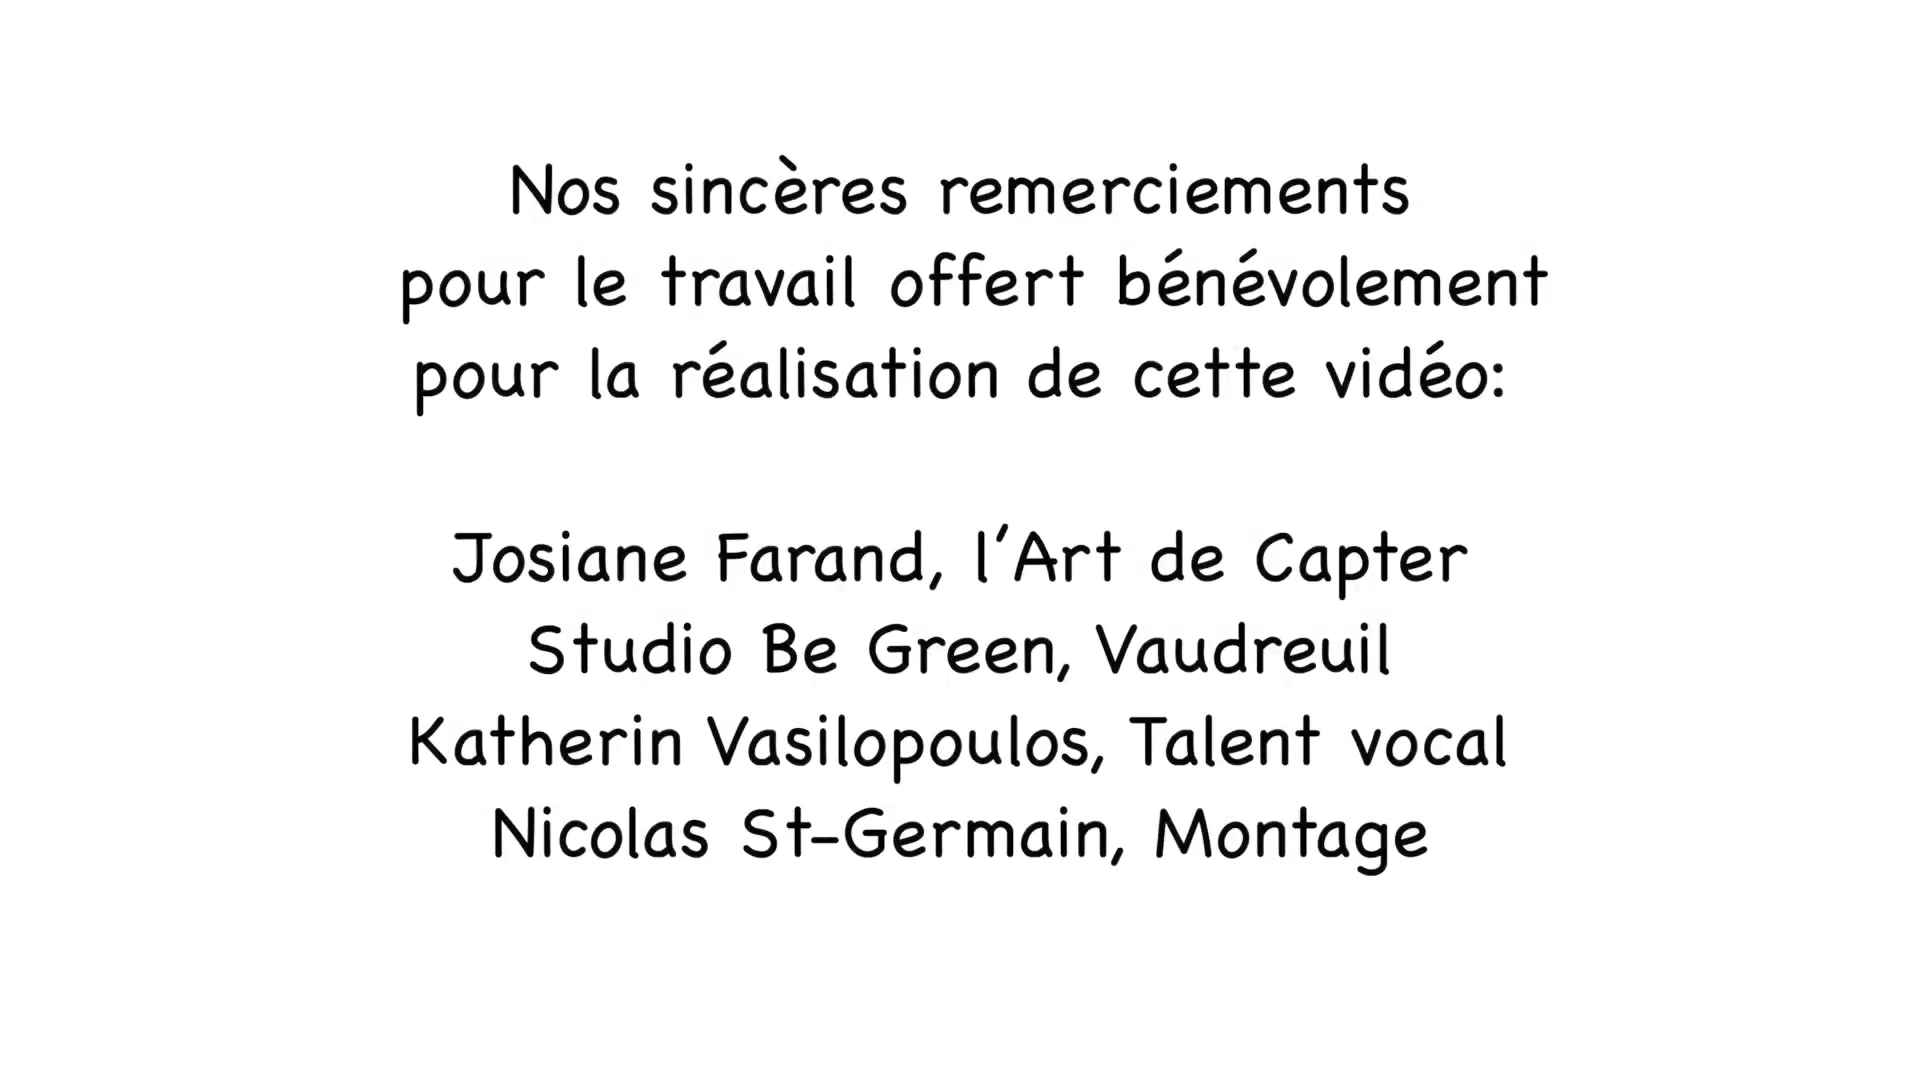 Nos sincères remerciements
pour le travail offert bénévolement
pour la réalisation de cette vidéo:
Josiane Farand, l'Art de Capter
Studio Be Green, Vaudreuil
Katherin Vasilopoulos, Talent vocal
Nicolas St-Germain, Montage